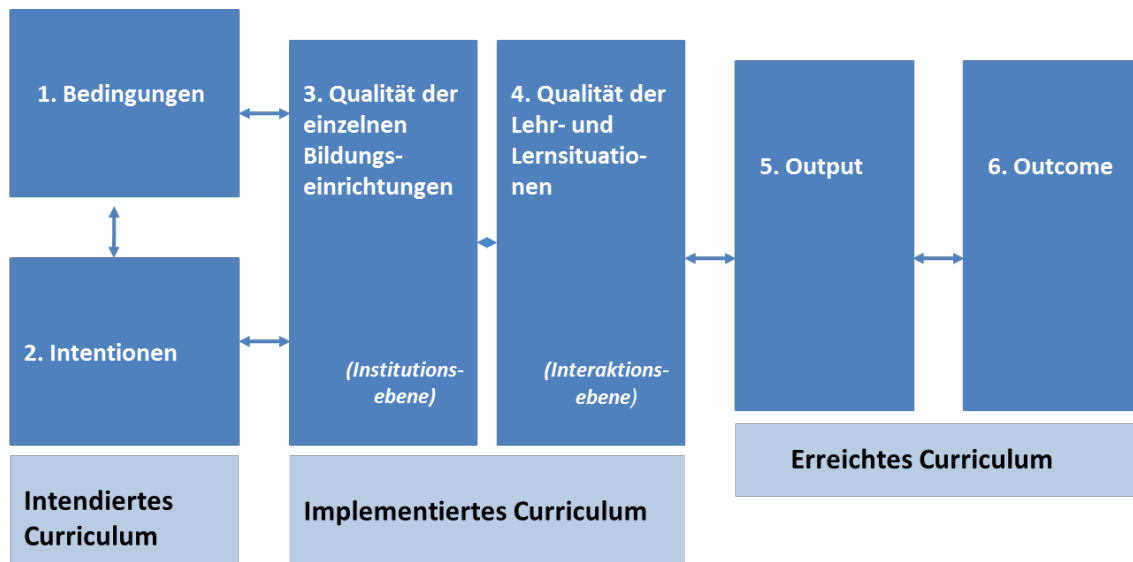 1. Bedingungen
2. Intentionen
Intendiertes
Curriculum
3. Qualität der
einzelnen
Bildungs-
einrichtungen
(Institutions-
ebene)
4. Qualität der
Lehr- und
Lernsituatio-
nen
(Interaktions-
ebene)
Implementiertes Curriculum
5. Output
6. Outcome
Erreichtes Curriculum